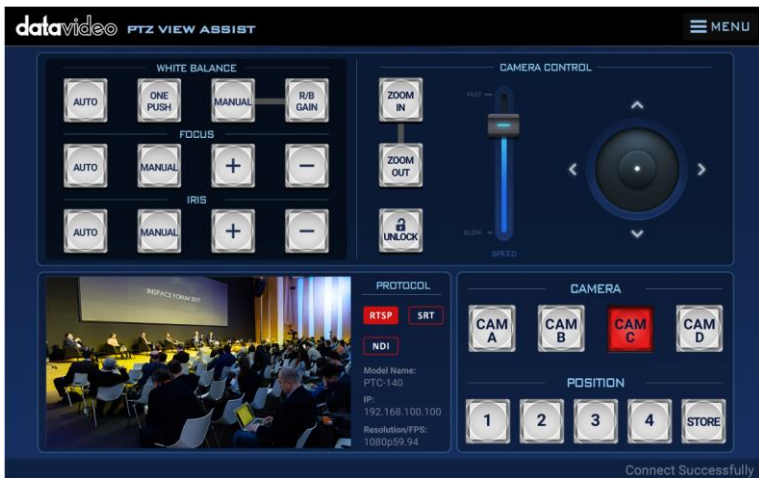 datavideo PTZ VIEW ASSIST
MENU
WHITE BALANCE
AUTO
ONE
PUSH
MANUAL
R/B
GAIN
FOCUS
AUTO
MANUAL
+
−
IRIS
AUTO
MANUAL
+
−
CAMERA CONTROL
ZOOM
IN
ZOOM
OUT
UNLOCK
FAST
SLOW
SPEED
INSPACE FORUM 2017
PROTOCOL
RTSP
SRT
NDI
Model Name:
PTC-140
IP:
192.168.100.100
Resolution/FPS:
1080p59.94
CAMERA
CAM
A
CAM
B
CAM
C
CAM
D
POSITION
1
2
3
4
STORE
Connect Successfully